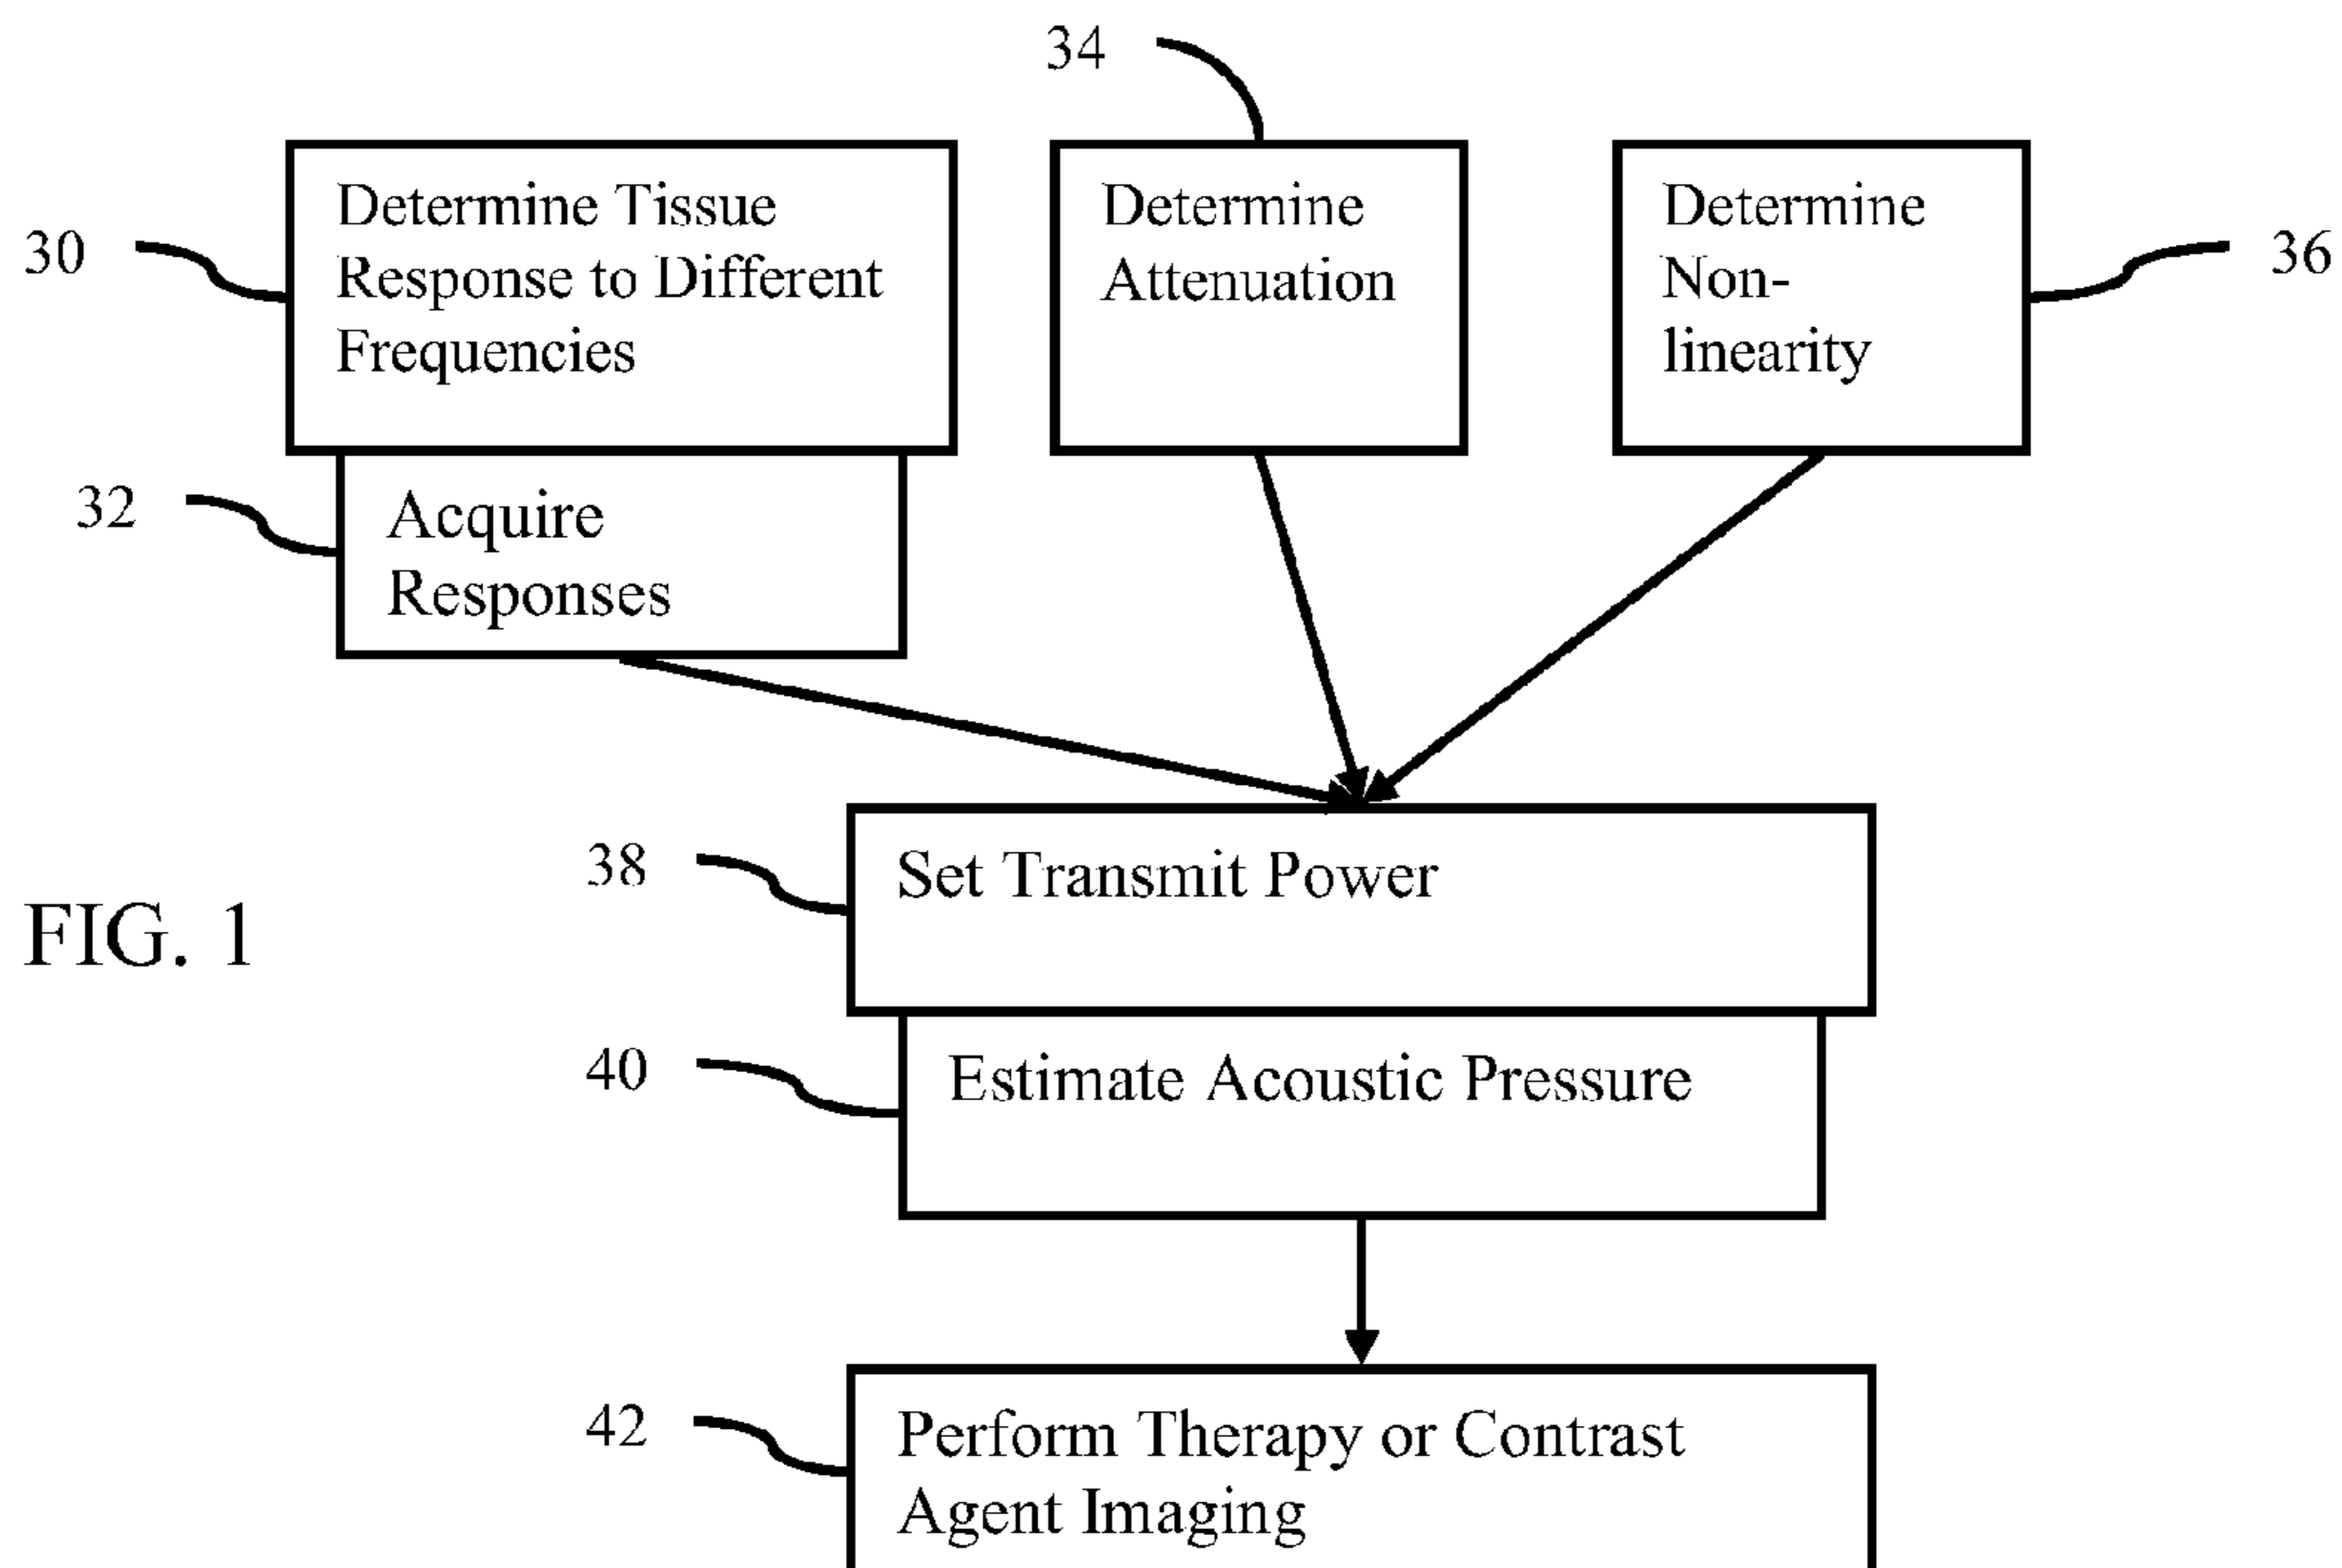 34
30
Determine Tissue
Response to Different
Frequencies
Determine
Attenuation
Determine
Non-
linearity
36
32
Acquire
Responses
38
Set Transmit Power
FIG. 1
40
Estimate Acoustic Pressure
42
Perform Therapy or Contrast
Agent Imaging